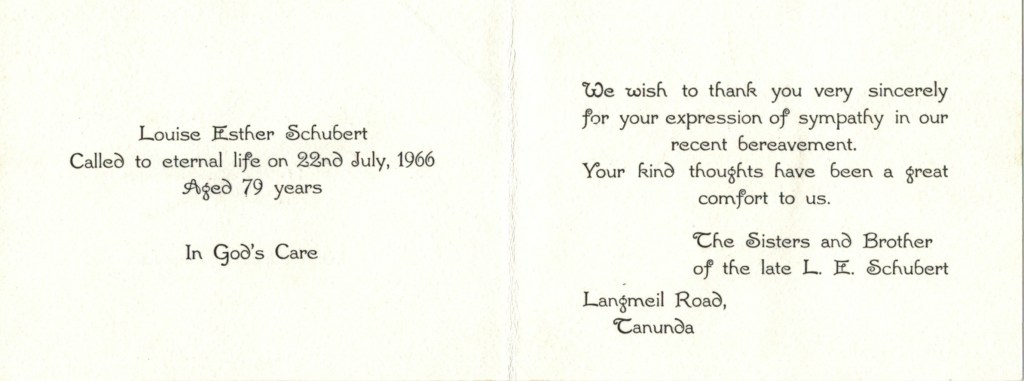 Louise Esther Schubert
Called to eternal life on 22nd July, 1966
Aged 79 years
In God's Care
We wish to thank you very sincerely
for your expression of sympathy in our
recent bereavement.
Your kind thoughts have been a great
comfort to us.
The Sisters and Brother
of the late L. E. Schubert
Langmeil Road,
Tanunda